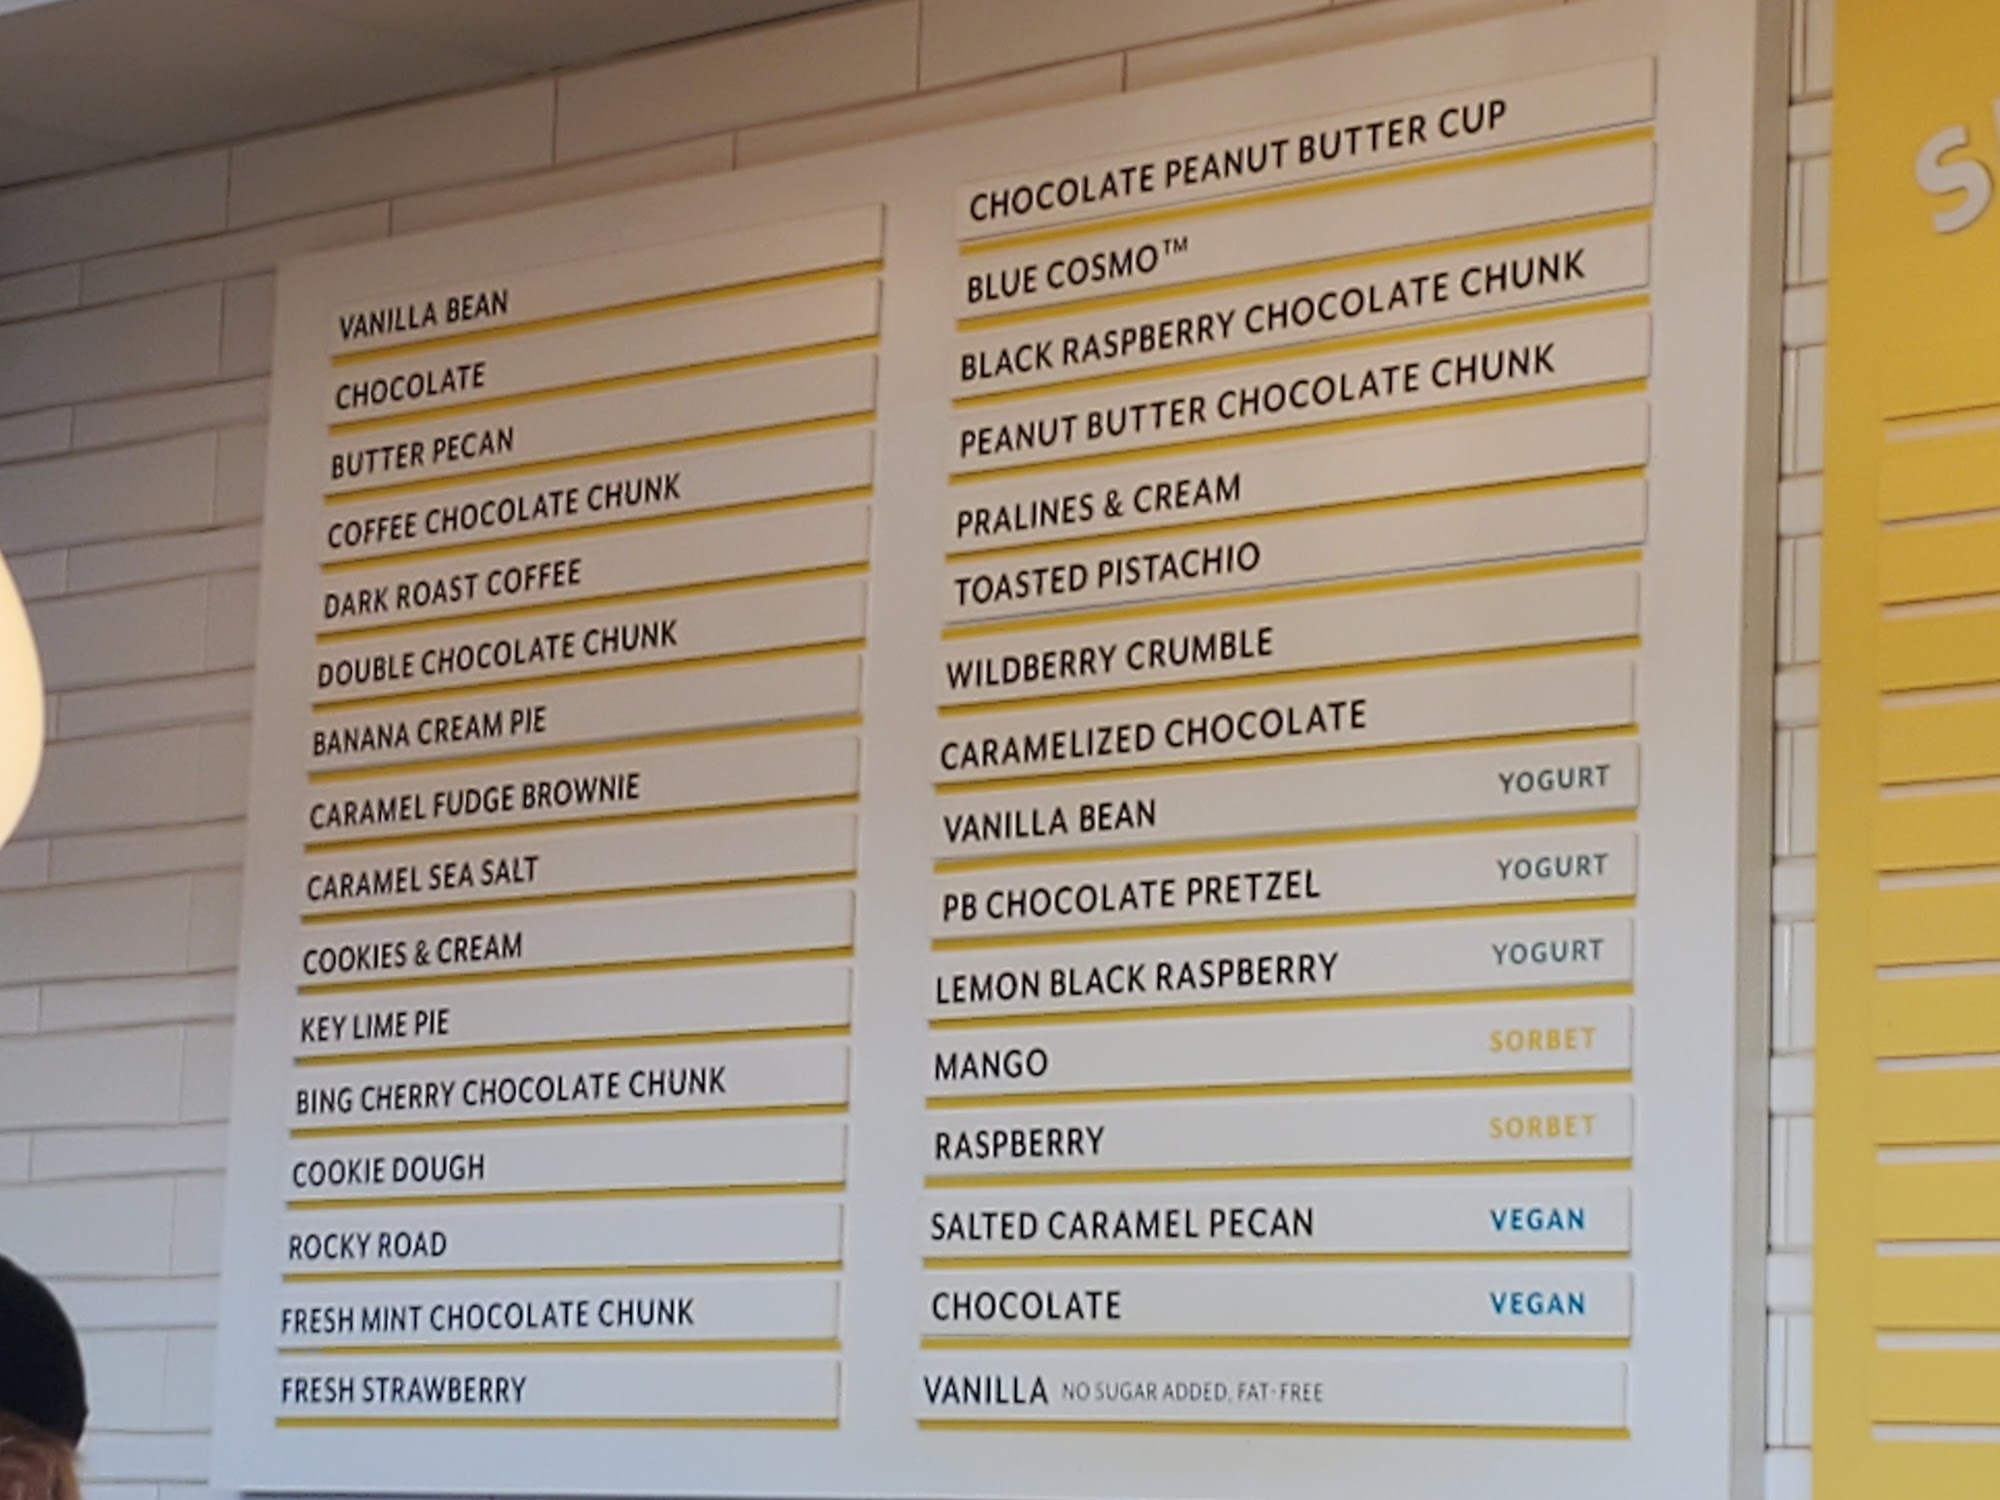 VANILLA BEAN
CHOCOLATE
BUTTER PECAN
COFFEE CHOCOLATE CHUNK
DARK ROAST COFFEE
DOUBLE CHOCOLATE CHUNK
BANANA CREAM PIE
CARAMEL FUDGE BROWNIE
CARAMEL SEA SALT
COOKIES & CREAM
KEY LIME PIE
BING CHERRY CHOCOLATE CHUNK
COOKIE DOUGH
ROCKY ROAD
FRESH MINT CHOCOLATE CHUNK
FRESH STRAWBERRY
CHOCOLATE PEANUT BUTTER CUP
BLUE COSMO™
BLACK RASPBERRY CHOCOLATE CHUNK
PEANUT BUTTER CHOCOLATE CHUNK
PRALINES & CREAM
TOASTED PISTACHIO
WILDBERRY CRUMBLE
CARAMELIZED CHOCOLATE
VANILLA BEAN YOGURT
PB CHOCOLATE PRETZEL YOGURT
LEMON BLACK RASPBERRY YOGURT
MANGO SORBET
RASPBERRY SORBET
SALTED CARAMEL PECAN VEGAN
CHOCOLATE VEGAN
VANILLA NO SUGAR ADDED, FAT-FREE